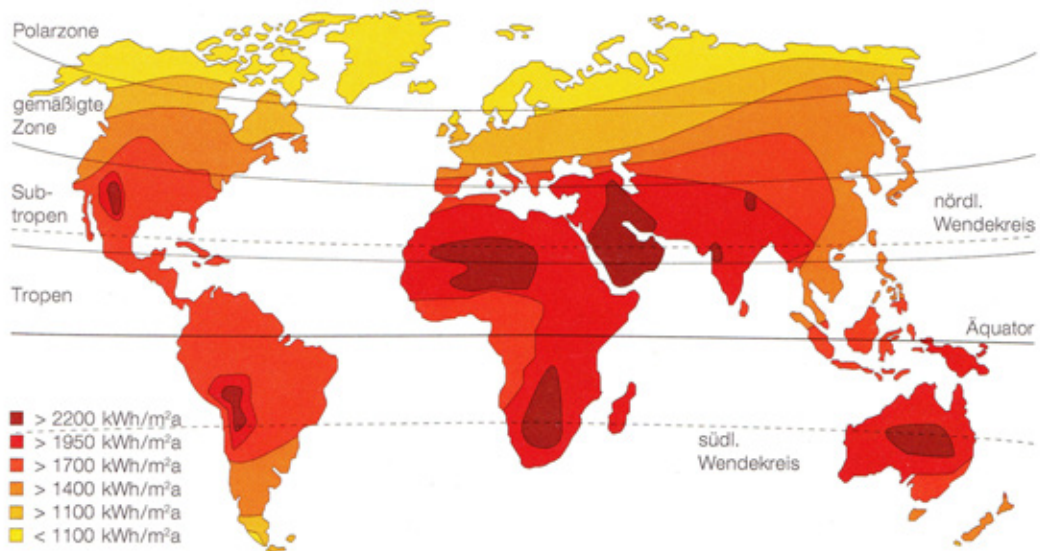 Polarzone
gemäßigte
Zone
Sub-
tropen
nördl.
Wendekreis
Tropen
Äquator
südl.
Wendekreis
> 2200 kWh/m²a
> 1950 kWh/m²a
> 1700 kWh/m²a
> 1400 kWh/m²a
> 1100 kWh/m²a
< 1100 kWh/m²a